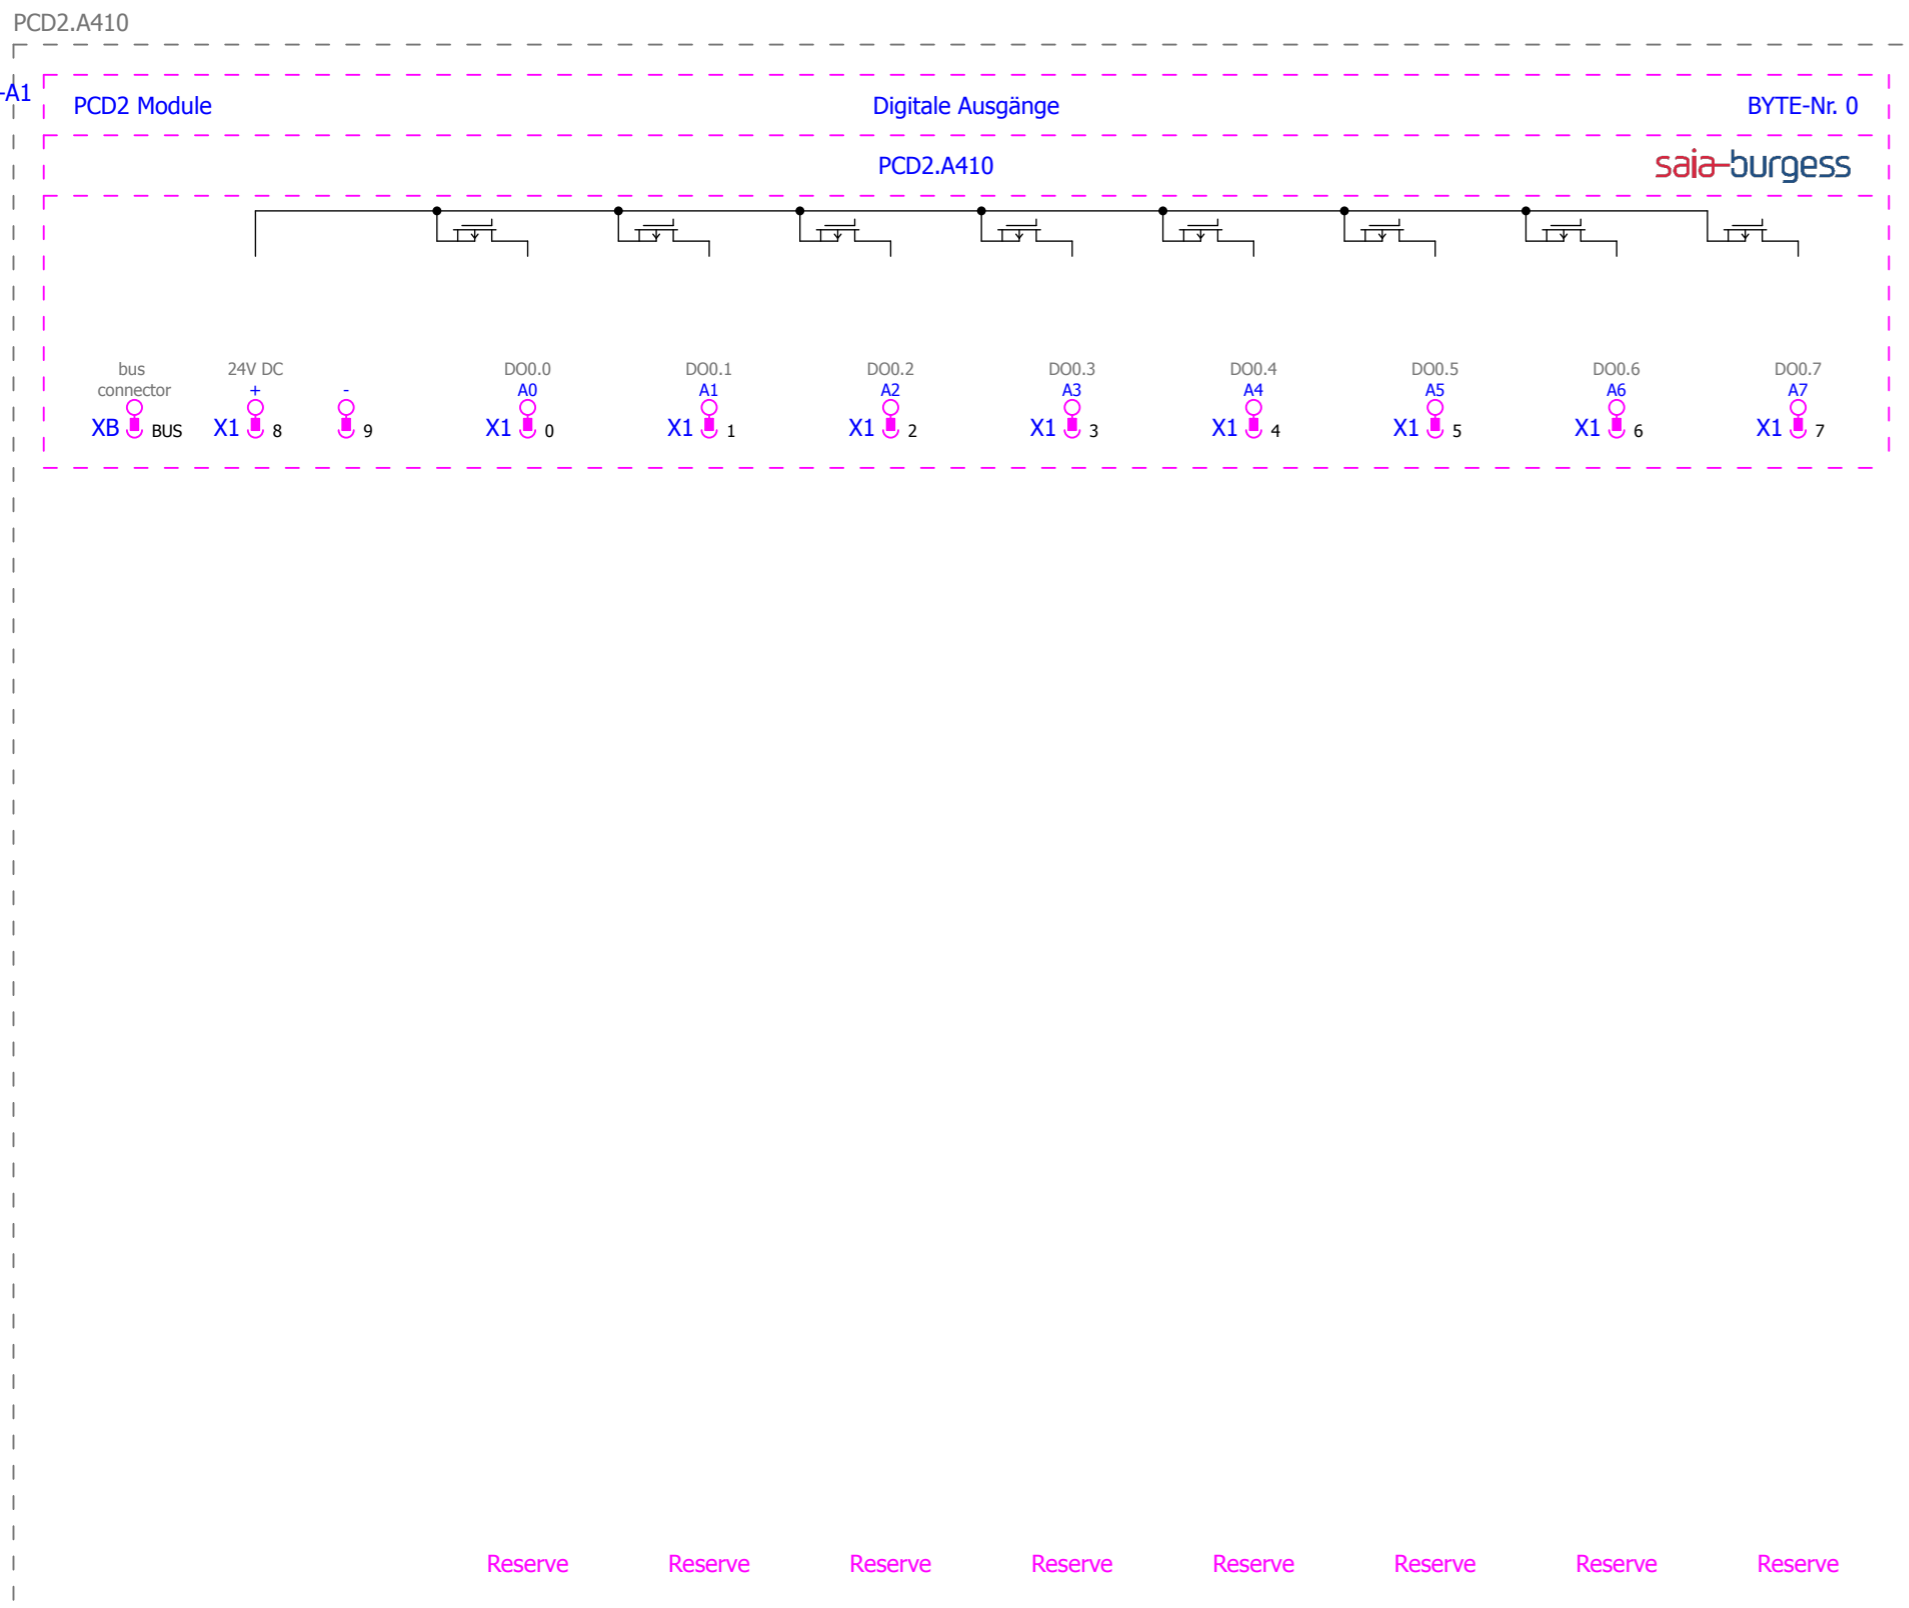 PCD2.A410
-A1
PCD2 Module Digitale Ausgänge BYTE-Nr. 0
PCD2.A410 saia-burgess
bus 24V DC DO0.0 DO0.1 DO0.2 DO0.3 DO0.4 DO0.5 DO0.6 DO0.7
connector + - A0 A1 A2 A3 A4 A5 A6 A7
XB BUS X1 8 9 X1 0 X1 1 X1 2 X1 3 X1 4 X1 5 X1 6 X1 7
Reserve Reserve Reserve Reserve Reserve Reserve Reserve Reserve